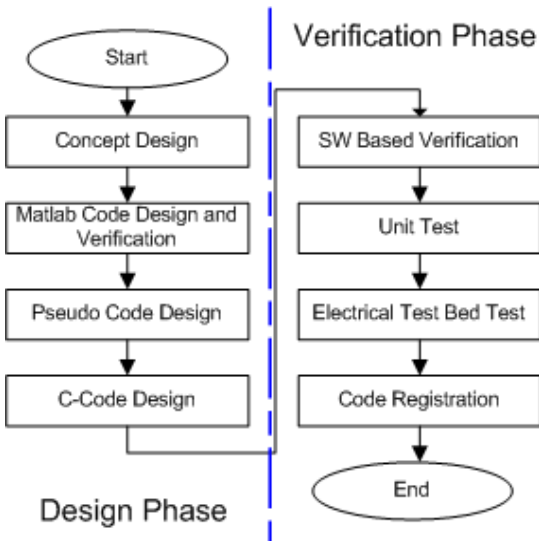 Verification Phase
Start
Concept Design
Matlab Code Design and
Verification
Pseudo Code Design
C-Code Design
Design Phase
SW Based Verification
Unit Test
Electrical Test Bed Test
Code Registration
End